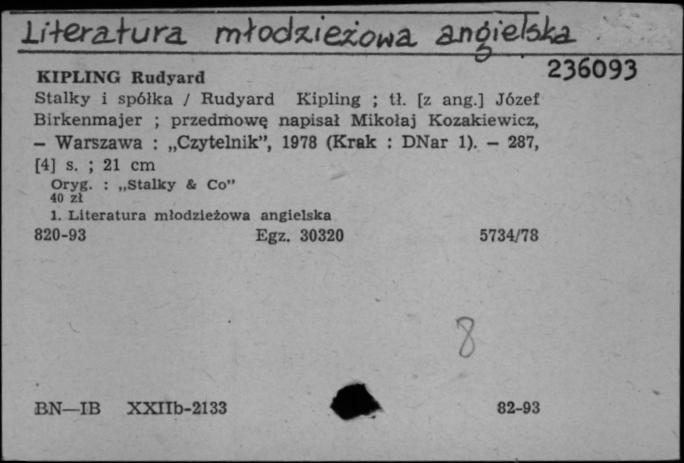 Literatura młodzieżowa angielska
236093
KIPLING Rudyard
Stalky i spółka / Rudyard Kipling ; tł. [z ang.] Józef
Birkenmajer ; przedmowę napisał Mikołaj Kozakiewicz,
— Warszawa : „Czytelnik”, 1978 (Krak : DNar 1). — 287,
[4] s. ; 21 cm
Oryg. : „Stalky & Co”
40 zł
1. Literatura młodzieżowa angielska
820-93 Egz. 30320 5734/78
8
BN—IB XXIIb-2133 82-93